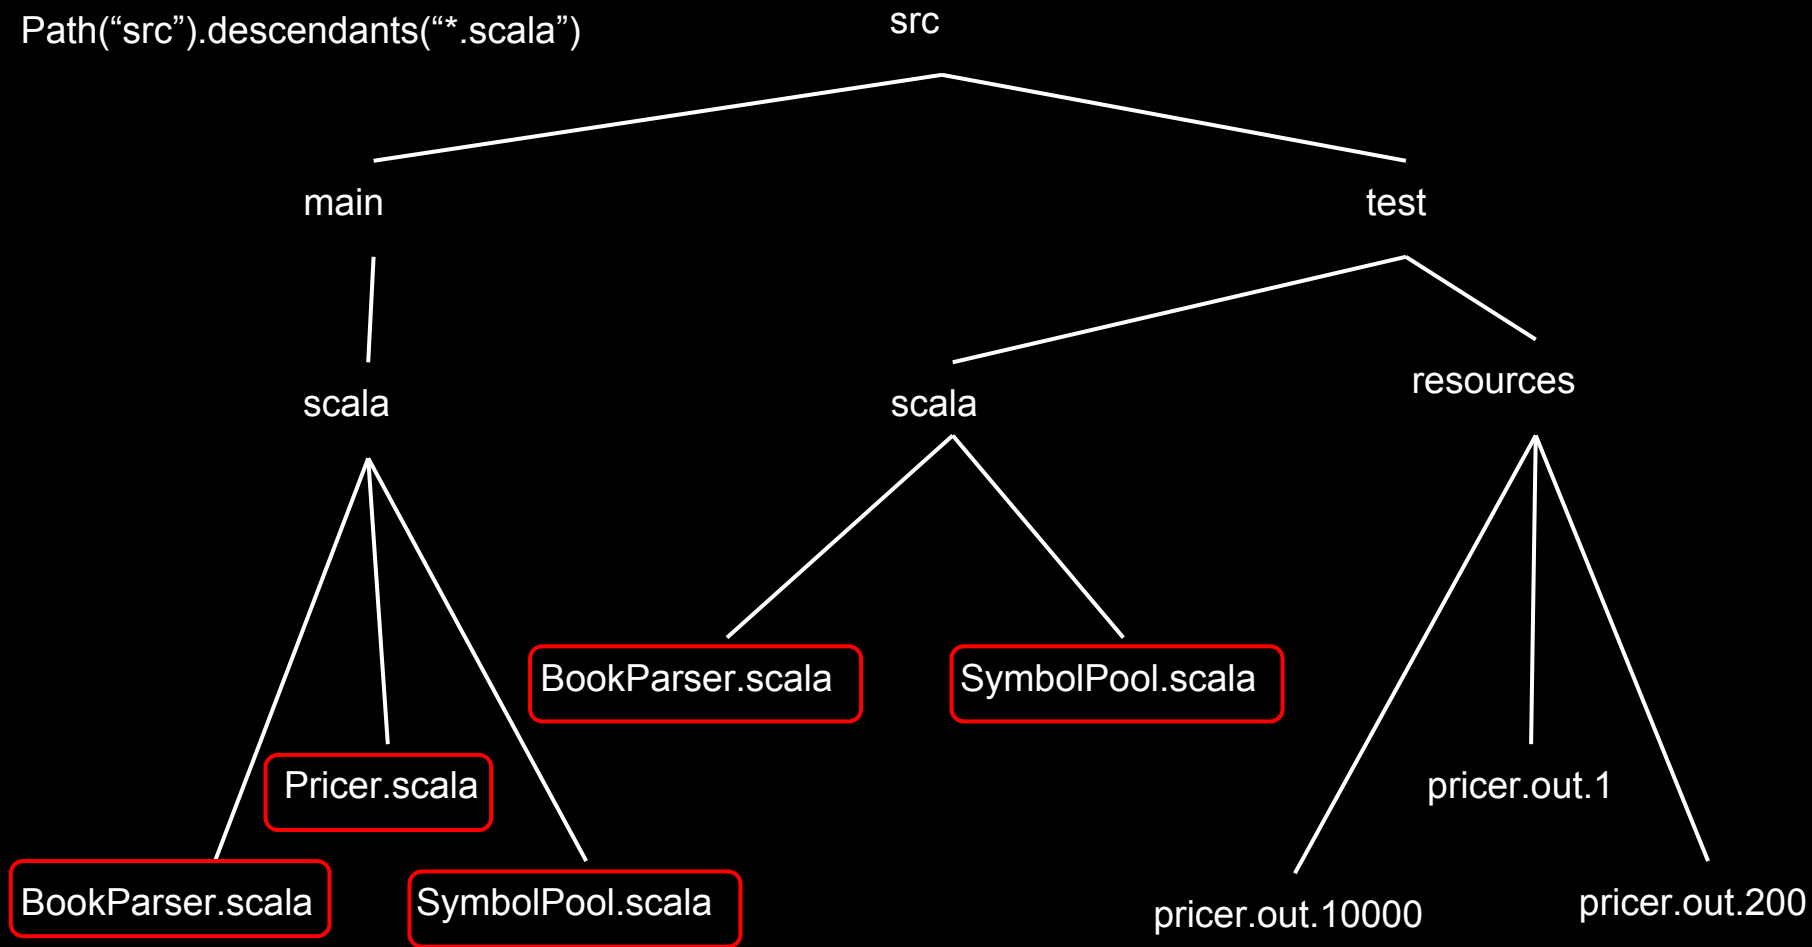 Path(“src”).descendants(“*.scala”)
src
main
test
scala
scala
resources
BookParser.scala
SymbolPool.scala
Pricer.scala
pricer.out.1
BookParser.scala
SymbolPool.scala
pricer.out.10000
pricer.out.200